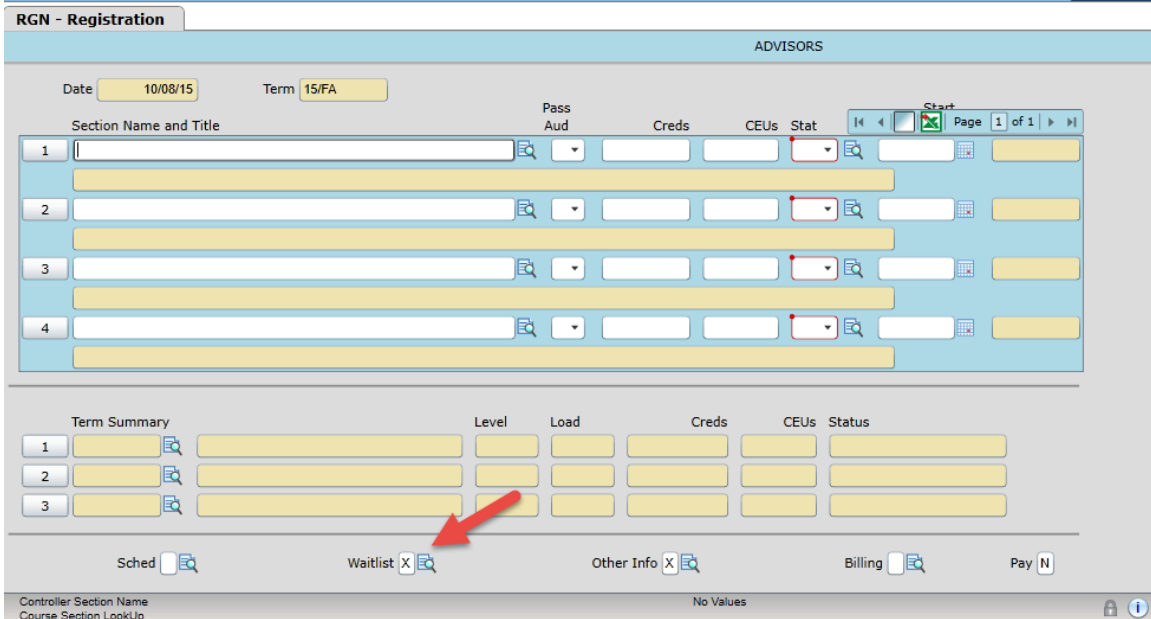 RGN - Registration
ADVISORS
Date 10/08/15 Term 15/FA
Pass Start
Section Name and Title Aud Creds CEUs Stat Page 1 of 1
1
2
3
4
Term Summary Level Load Creds CEUs Status
1
2
3
Sched Waitlist X Other Info X Billing Pay N
Controller Section Name No Values
Course Section LookUp